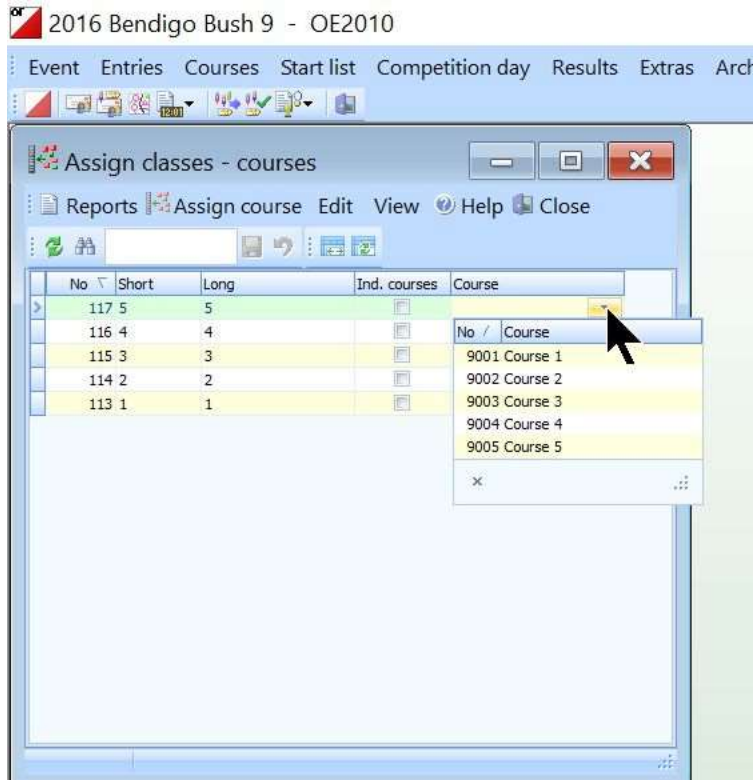 or
2016 Bendigo Bush 9 - OE2010
Event Entries Courses Start list Competition day Results Extras Arch
12:01
Assign classes - courses
Reports Assign course Edit View Help Close
No Short Long Ind. courses Course
117 5 5
116 4 4
115 3 3
114 2 2
113 1 1
No Course
9001 Course 1
9002 Course 2
9003 Course 3
9004 Course 4
9005 Course 5